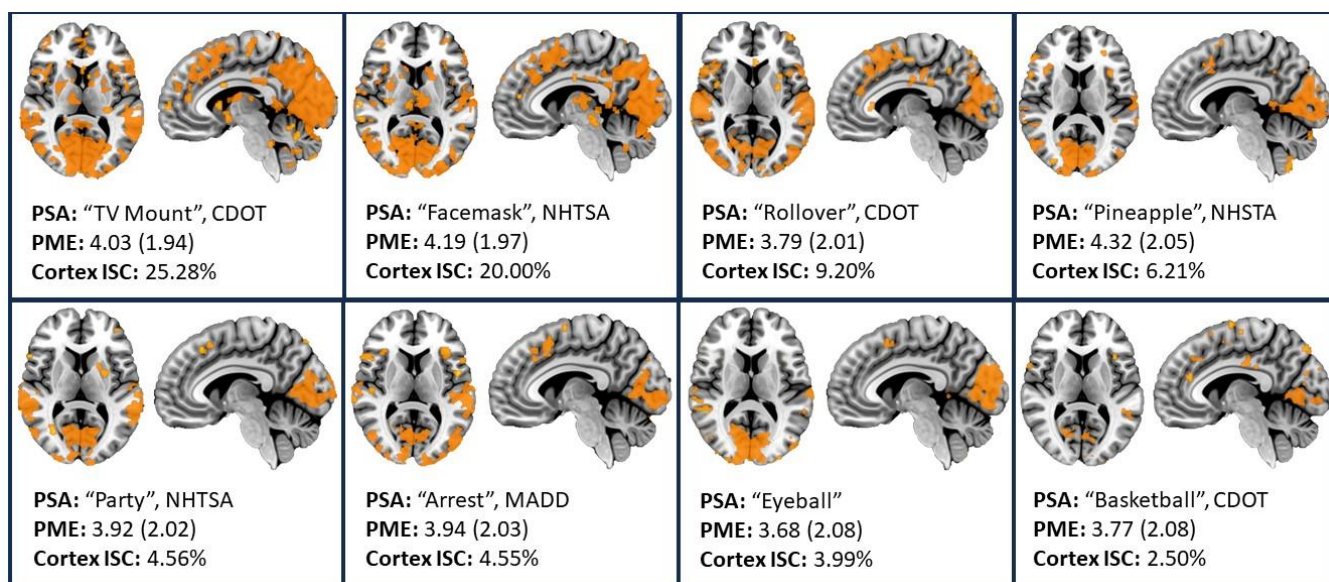 PSA: “TV Mount”, CDOT
PME: 4.03 (1.94)
Cortex ISC: 25.28%
PSA: “Facemask”, NHTSA
PME: 4.19 (1.97)
Cortex ISC: 20.00%
PSA: “Rollover”, CDOT
PME: 3.79 (2.01)
Cortex ISC: 9.20%
PSA: “Pineapple”, NHSTA
PME: 4.32 (2.05)
Cortex ISC: 6.21%
PSA: “Party”, NHTSA
PME: 3.92 (2.02)
Cortex ISC: 4.56%
PSA: “Arrest”, MADD
PME: 3.94 (2.03)
Cortex ISC: 4.55%
PSA: “Eyeball”
PME: 3.68 (2.08)
Cortex ISC: 3.99%
PSA: “Basketball”, CDOT
PME: 3.77 (2.08)
Cortex ISC: 2.50%